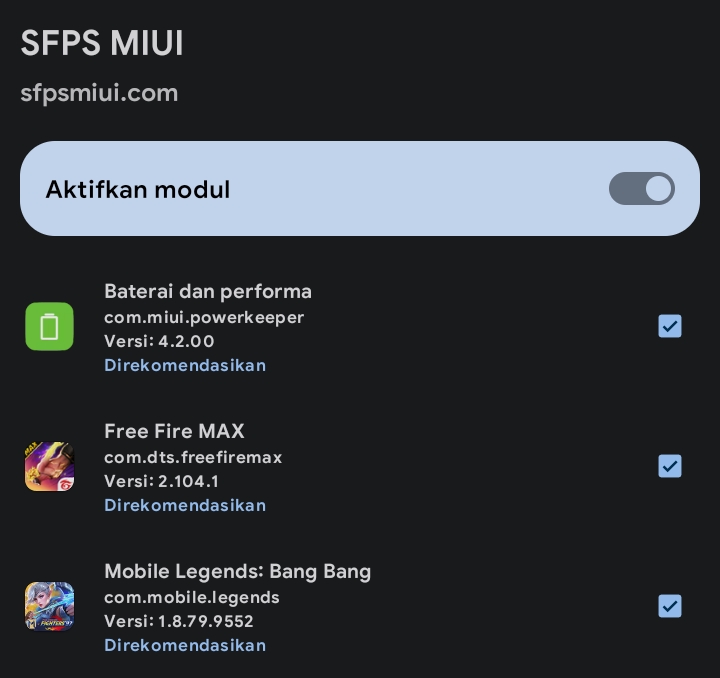 SFPS MIUI
sfpsmiui.com
Aktifkan modul
Baterai dan performa
com.miui.powerkeeper
Versi: 4.2.00
Direkomendasikan
Free Fire MAX
com.dts.freefiremax
Versi: 2.104.1
Direkomendasikan
Mobile Legends: Bang Bang
com.mobile.legends
Versi: 1.8.79.9552
Direkomendasikan